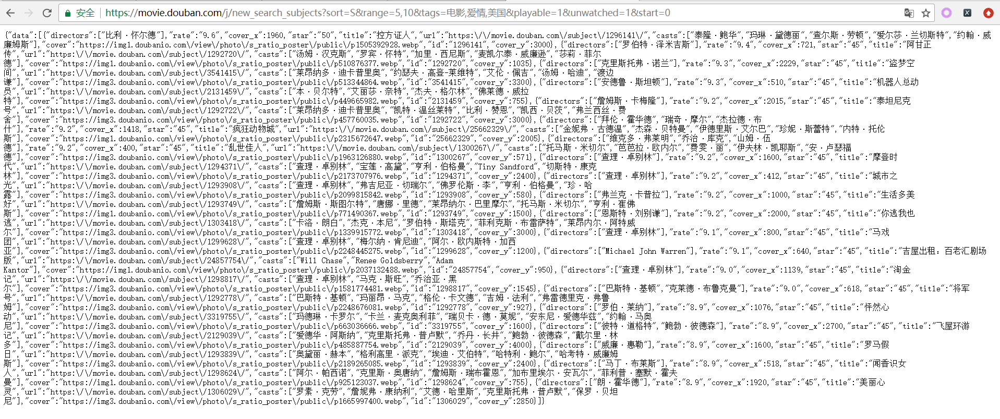 安全 https://movie.douban.com/j/new_search_subjects?sort=S&range=5,10&tags=电影,爱情,美国&playable=1&unwatched=1&start=0
{"data":[{"directors":["比利·怀尔德"],"rate":"9.6","cover_x":1960,"star":"50","title":"控方证人","url":"https:\/\/movie.douban.com\/subject\/1296141\/","casts":["泰隆·鲍华","玛琳·黛德丽","查尔斯·劳顿","爱尔莎·兰切斯特","约翰·威
廉姆斯"],"cover":"https://img1.doubanio.com\/view\/photo\/s_ratio_poster\/public\/p1505392928.webp","id":"1296141","cover_y":3000},{"directors":["罗伯特·泽米吉斯"],"rate":"9.4","cover_x":721,"star":"45","title":"阿甘正
传","url":"https:\/\/movie.douban.com\/subject\/1292720\/","casts":["汤姆·汉克斯","罗宾·怀特","加里·西尼斯","麦凯尔泰·威廉逊","莎莉·菲尔
德"],"cover":"https://img1.doubanio.com\/view\/photo\/s_ratio_poster\/public\/p510876377.webp","id":"1292720","cover_y":1035},{"directors":["克里斯托弗·诺兰"],"rate":"9.3","cover_x":2229,"star":"45","title":"盗梦空
间","url":"https:\/\/movie.douban.com\/subject\/3541415\/","casts":["莱昂纳多·迪卡普里奥","约瑟夫·高登-莱维特","艾伦·佩吉","汤姆·哈迪","渡边
谦"],"cover":"https://img3.doubanio.com\/view\/photo\/s_ratio_poster\/public\/p513344864.webp","id":"3541415","cover_y":3300},{"directors":["安德鲁·斯坦顿"],"rate":"9.3","cover_x":510,"star":"45","title":"机器人总动
员","url":"https:\/\/movie.douban.com\/subject\/2131459\/","casts":["本·贝尔特","艾丽莎·奈特","杰夫·格尔林","佛莱德·威拉
特"],"cover":"https://img3.doubanio.com\/view\/photo\/s_ratio_poster\/public\/p449665982.webp","id":"2131459","cover_y":755},{"directors":["詹姆斯·卡梅隆"],"rate":"9.2","cover_x":2015,"star":"45","title":"泰坦尼克
号","url":"https:\/\/movie.douban.com\/subject\/1292722\/","casts":["莱昂纳多·迪卡普里奥","凯特·温丝莱特","比利·赞恩","凯西·贝茨","弗兰西丝·费
舍"],"cover":"https://img3.doubanio.com\/view\/photo\/s_ratio_poster\/public\/p457760035.webp","id":"1292722","cover_y":3000},{"directors":["拜伦·霍华德","瑞奇·摩尔","杰拉德·布
什"],"rate":"9.2","cover_x":1418,"star":"45","title":"疯狂动物城","url":"https:\/\/movie.douban.com\/subject\/25662329\/","casts":["金妮弗·古德温","杰森·贝特曼","伊德里斯·艾尔巴","珍妮·斯蕾特","内特·托伦
斯"],"cover":"https://img1.doubanio.com\/view\/photo\/s_ratio_poster\/public\/p2315672647.webp","id":"25662329","cover_y":2005},{"directors":["维克多·弗莱明","乔治·库克","山姆·伍
德"],"rate":"9.2","cover_x":400,"star":"45","title":"乱世佳人","url":"https:\/\/movie.douban.com\/subject\/1300267\/","casts":["托马斯·米切尔","芭芭拉·欧内尔","费雯·丽","伊夫林·凯耶斯","安·卢瑟福
德"],"cover":"https://img3.doubanio.com\/view\/photo\/s_ratio_poster\/public\/p1963126880.webp","id":"1300267","cover_y":571},{"directors":["查理·卓别林"],"rate":"9.2","cover_x":1600,"star":"45","title":"摩登时
代","url":"https:\/\/movie.douban.com\/subject\/1294371\/","casts":["查理·卓别林","宝莲·高黛","亨利·伯格曼","Tiny Sandford","切斯特·康克
林"],"cover":"https://img3.doubanio.com\/view\/photo\/s_ratio_poster\/public\/p2173707976.webp","id":"1294371","cover_y":2400},{"directors":["查理·卓别林"],"rate":"9.2","cover_x":412,"star":"45","title":"城市之
光","url":"https:\/\/movie.douban.com\/subject\/1293908\/","casts":["查理·卓别林","弗吉尼亚·切瑞尔","佛罗伦斯·李","亨利·伯格曼","珍·哈
露"],"cover":"https://img3.doubanio.com\/view\/photo\/s_ratio_poster\/public\/p2099815842.webp","id":"1293908","cover_y":580},{"directors":["弗兰克·卡普拉"],"rate":"9.2","cover_x":1000,"star":"45","title":"生活多美
好","url":"https:\/\/movie.douban.com\/subject\/1293749\/","casts":["詹姆斯·斯图尔特","唐娜·里德","莱昂纳尔·巴里摩尔","托马斯·米切尔","亨利·崔佛
斯"],"cover":"https://img1.doubanio.com\/view\/photo\/s_ratio_poster\/public\/p771490367.webp","id":"1293749","cover_y":1500},{"directors":["恩斯特·刘别谦"],"rate":"9.2","cover_x":2000,"star":"45","title":"你逃我也
逃","url":"https:\/\/movie.douban.com\/subject\/1303418\/","casts":["卡洛·朗白","杰克·本尼","罗伯特·斯塔克","菲利克斯·布雷萨特","莱昂内尔·阿特威
尔"],"cover":"https://img3.doubanio.com\/view\/photo\/s_ratio_poster\/public\/p1339915772.webp","id":"1303418","cover_y":3000},{"directors":["查理·卓别林"],"rate":"9.1","cover_x":800,"star":"45","title":"马戏
团","url":"https:\/\/movie.douban.com\/subject\/1299628\/","casts":["查理·卓别林","梅尔纳·肯尼迪","阿尔·欧内斯特·加西
亚"],"cover":"https://img3.doubanio.com\/view\/photo\/s_ratio_poster\/public\/p2248445275.webp","id":"1299628","cover_y":1200},{"directors":["Michael John Warren"],"rate":"9.1","cover_x":640,"star":"45","title":"吉屋出租：百老汇剧场
版","url":"https:\/\/movie.douban.com\/subject\/24857754\/","casts":["Will Chase","Renee Goldsberry","Adam
Kantor"],"cover":"https://img1.doubanio.com\/view\/photo\/s_ratio_poster\/public\/p2037132488.webp","id":"24857754","cover_y":950},{"directors":["查理·卓别林"],"rate":"9.0","cover_x":1139,"star":"45","title":"淘金
记","url":"https:\/\/movie.douban.com\/subject\/1298817\/","casts":["查理·卓别林","马克·斯旺","乔治亚·黑
尔"],"cover":"https://img3.doubanio.com\/view\/photo\/s_ratio_poster\/public\/p1581774481.webp","id":"1298817","cover_y":1545},{"directors":["巴斯特·基顿","克莱德·布鲁克曼"],"rate":"9.0","cover_x":618,"star":"45","title":"将军
号","url":"https:\/\/movie.douban.com\/subject\/1292778\/","casts":["巴斯特·基顿","玛丽昂·马克","格伦·卡文德","吉姆·法利","弗雷德里克·弗鲁
姆"],"cover":"https://img3.doubanio.com\/view\/photo\/s_ratio_poster\/public\/p2248676081.webp","id":"1292778","cover_y":927},{"directors":["罗伯·莱纳"],"rate":"8.9","cover_x":1076,"star":"45","title":"怦然心
动","url":"https:\/\/movie.douban.com\/subject\/3319755\/","casts":["玛德琳·卡罗尔","卡兰·麦克奥利菲","瑞贝卡·德·莫妮","安东尼·爱德华兹","约翰·马奥
尼"],"cover":"https://img3.doubanio.com\/view\/photo\/s_ratio_poster\/public\/p663036666.webp","id":"3319755","cover_y":1600},{"directors":["彼特·道格特","鲍勃·彼德森"],"rate":"8.9","cover_x":2700,"star":"45","title":"飞屋环游
记","url":"https:\/\/movie.douban.com\/subject\/2129039\/","casts":["爱德华·阿斯纳","克里斯托弗·普卢默","乔丹·长井","鲍勃·彼德森","戴尔里·林
多"],"cover":"https://img3.doubanio.com\/view\/photo\/s_ratio_poster\/public\/p485887754.webp","id":"2129039","cover_y":4000},{"directors":["威廉·惠勒"],"rate":"8.9","cover_x":1600,"star":"45","title":"罗马假
日","url":"https:\/\/movie.douban.com\/subject\/1293839\/","casts":["奥黛丽·赫本","格利高里·派克","埃迪·艾伯特","哈特利·鲍尔","哈考特·威廉姆
斯"],"cover":"https://img3.doubanio.com\/view\/photo\/s_ratio_poster\/public\/p2189265085.webp","id":"1293839","cover_y":2400},{"directors":["马丁·布莱斯"],"rate":"8.9","cover_x":518,"star":"45","title":"闻香识女
人","url":"https:\/\/movie.douban.com\/subject\/1298624\/","casts":["阿尔·帕西诺","克里斯·奥唐纳","詹姆斯·瑞布霍恩","加布里埃尔·安瓦尔","菲利普·塞默·霍夫
曼"],"cover":"https://img3.doubanio.com\/view\/photo\/s_ratio_poster\/public\/p925123037.webp","id":"1298624","cover_y":755},{"directors":["朗·霍华德"],"rate":"8.9","cover_x":1920,"star":"45","title":"美丽心
灵","url":"https:\/\/movie.douban.com\/subject\/1306029\/","casts":["罗素·克劳","詹妮弗·康纳利","艾德·哈里斯","克里斯托弗·普卢默","保罗·贝坦
尼"],"cover":"https://img3.doubanio.com\/view\/photo\/s_ratio_poster\/public\/p1665997400.webp","id":"1306029","cover_y":2850}]}